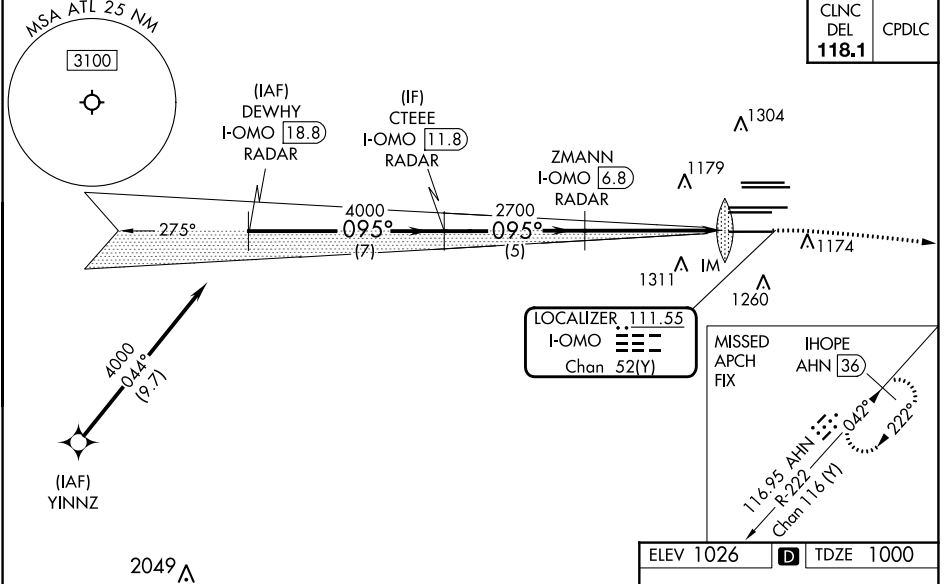 MSA ATL 25 NM
3100
CLNC
DEL
118.1
CPDLC
(IAF)
DEWHY
I-OMO 18.8
RADAR
(IF)
CTEEE
I-OMO 11.8
RADAR
ZMANN
I-OMO 6.8
RADAR
1304
1179
275°
4000
095°
(7)
2700
095°
(5)
1174
1311
IM
1260
4000
044°
(9.7)
(IAF)
YINNZ
LOCALIZER 111.55
I-OMO
Chan 52(Y)
MISSED
APCH
FIX
IHOPE
AHN 36
042°
222°
116.95 AHN
R-222
Chan 116 (Y)
2049
ELEV 1026 D TDZE 1000